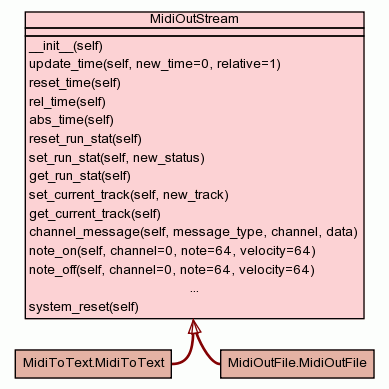 MidiOutStream
__init__(self)
update_time(self, new_time=0, relative=1)
reset_time(self)
rel_time(self)
abs_time(self)
reset_run_stat(self)
set_run_stat(self, new_status)
get_run_stat(self)
set_current_track(self, new_track)
get_current_track(self)
channel_message(self, message_type, channel, data)
note_on(self, channel=0, note=64, velocity=64)
note_off(self, channel=0, note=64, velocity=64)
...
system_reset(self)
MidiToText.MidiToText
MidiOutFile.MidiOutFile